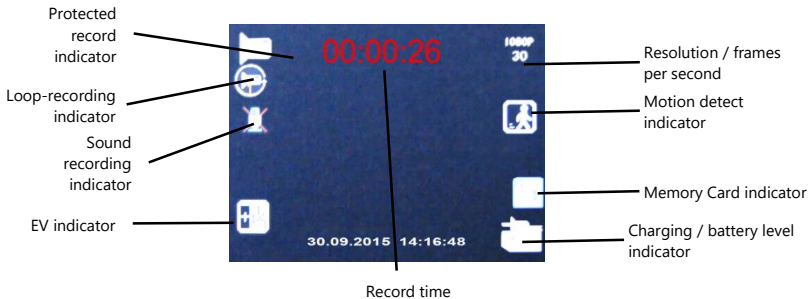 Protected
record
indicator
Loop-recording
indicator
Sound
recording
indicator
EV indicator
00:00:26
1080P
30
30.09.2015 14:16:48
Resolution / frames
per second
Motion detect
indicator
Memory Card indicator
Charging / battery level
indicator
Record time